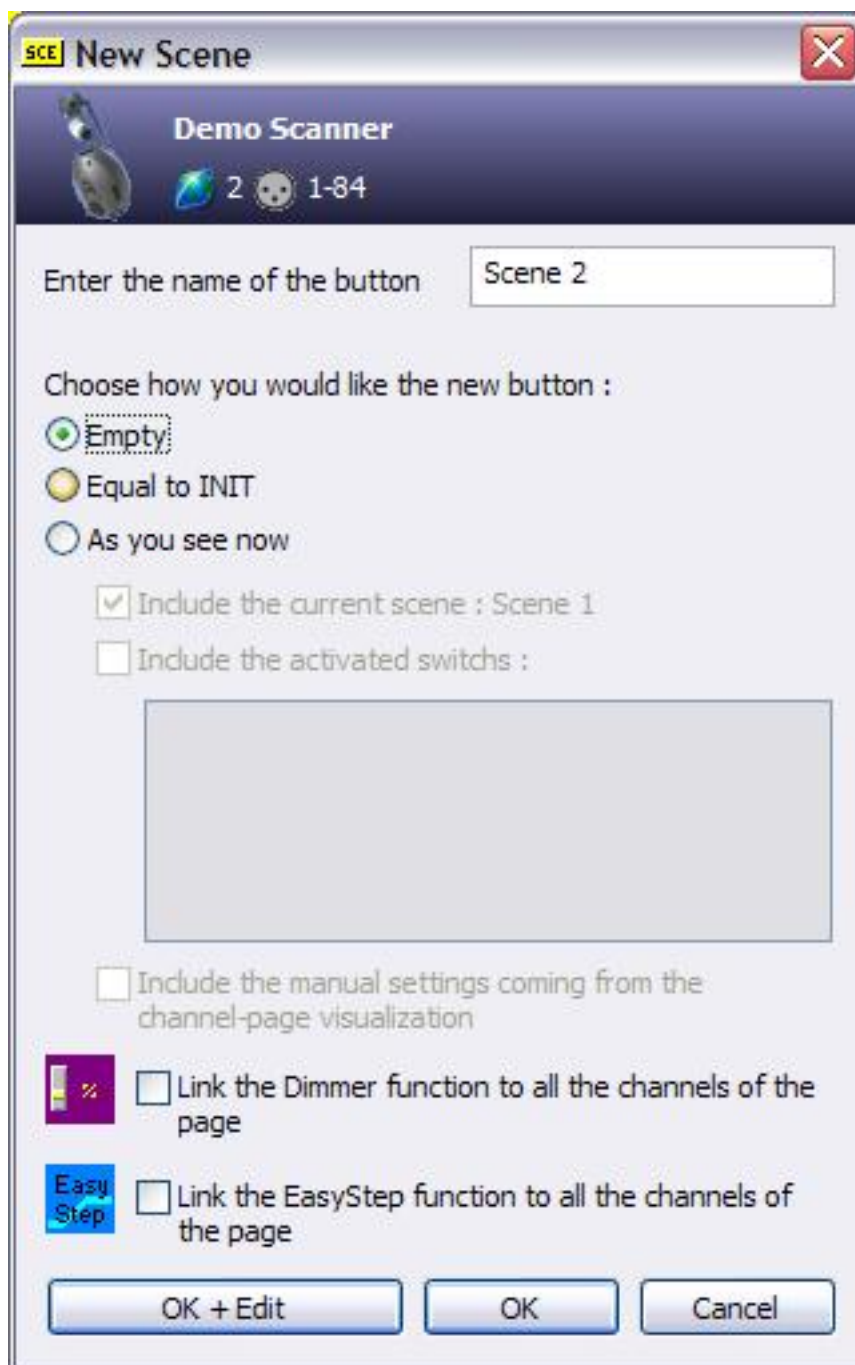 SCE New Scene
Demo Scanner
2 1-84
Enter the name of the button Scene 2
Choose how you would like the new button :
Empty
Equal to INIT
As you see now
Include the current scene : Scene 1
Include the activated switchs :
Include the manual settings coming from the
channel-page visualization
% Link the Dimmer function to all the channels of the
page
Easy
Step
Link the EasyStep function to all the channels of
the page
OK + Edit OK Cancel